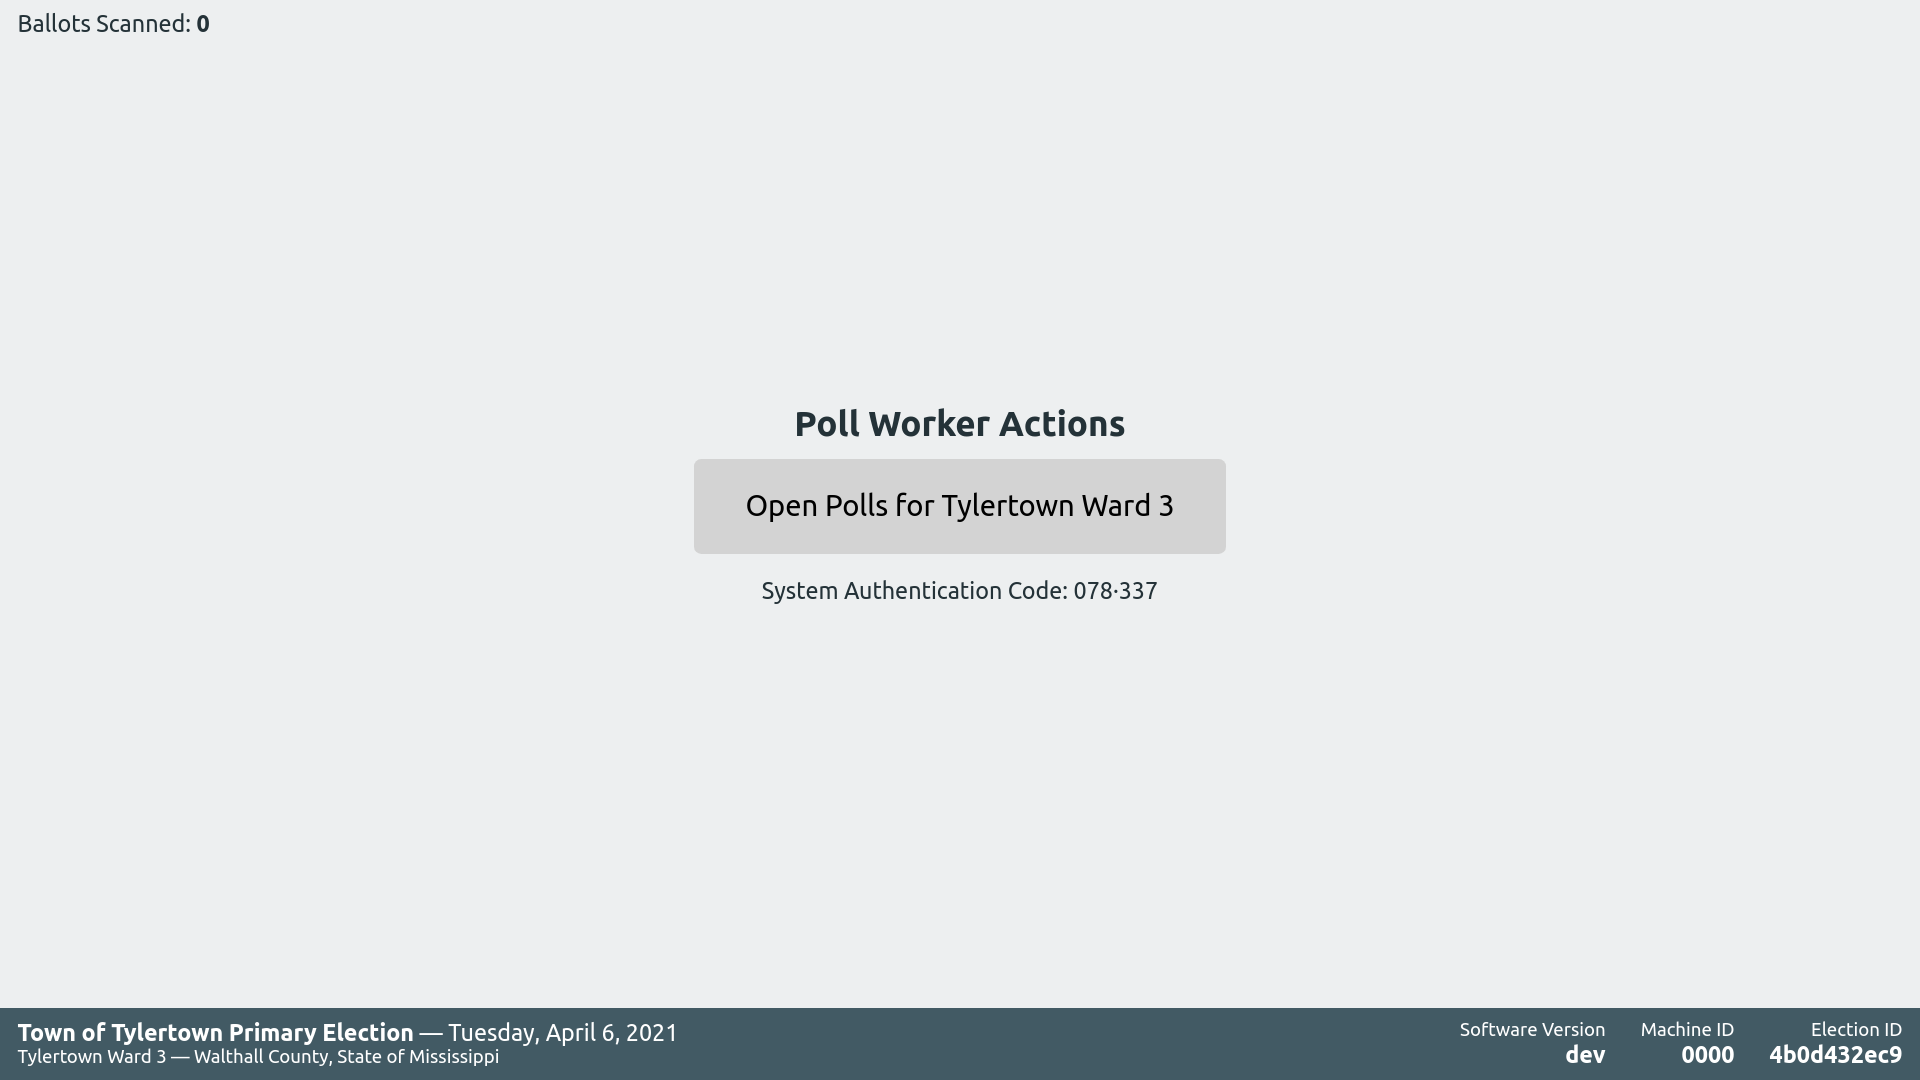 Ballots Scanned: 0
Poll Worker Actions
Open Polls for Tylertown Ward 3
System Authentication Code: 078·337
Town of Tylertown Primary Election — Tuesday, April 6, 2021
Tylertown Ward 3 — Walthall County, State of Mississippi
Software Version
dev
Machine ID
0000
Election ID
4b0d432ec9